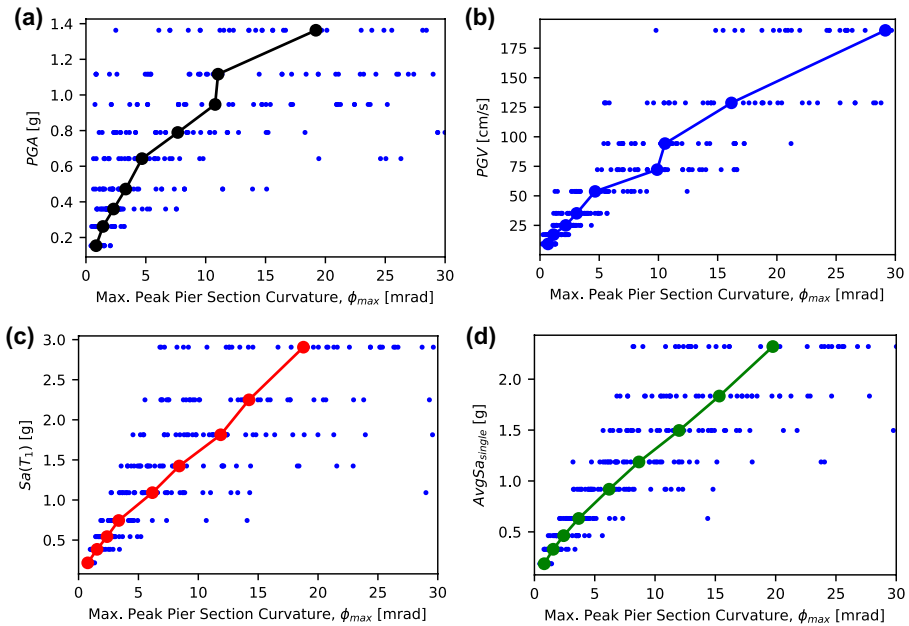 (a)
1.4
1.2
1.0
0.8
0.6
0.4
0.2
PGA [g]
0 5 10 15 20 25 30
Max. Peak Pier Section Curvature, ϕmax [mrad]
(b)
175
150
125
100
75
50
25
PGV [cm/s]
0 5 10 15 20 25 30
Max. Peak Pier Section Curvature, ϕmax [mrad]
(c)
3.0
2.5
2.0
1.5
1.0
0.5
Sa(T1) [g]
0 5 10 15 20 25 30
Max. Peak Pier Section Curvature, ϕmax [mrad]
(d)
2.0
1.5
1.0
0.5
AvgSasingle [g]
0 5 10 15 20 25 30
Max. Peak Pier Section Curvature, ϕmax [mrad]